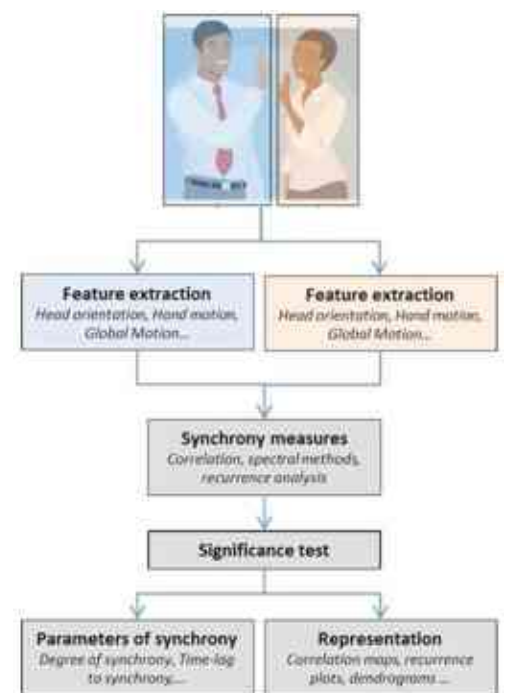 Feature extraction
Head orientation, Hand motion,
Global Motion...
Feature extraction
Head orientation, Hand motion,
Global Motion...
Synchrony measures
Correlation, spectral methods,
recurrence analysis
Significance test
Parameters of synchrony
Degree of synchrony, Time-lag
to synchrony,...
Representation
Correlation maps, recurrence
plots, dendrograms ...